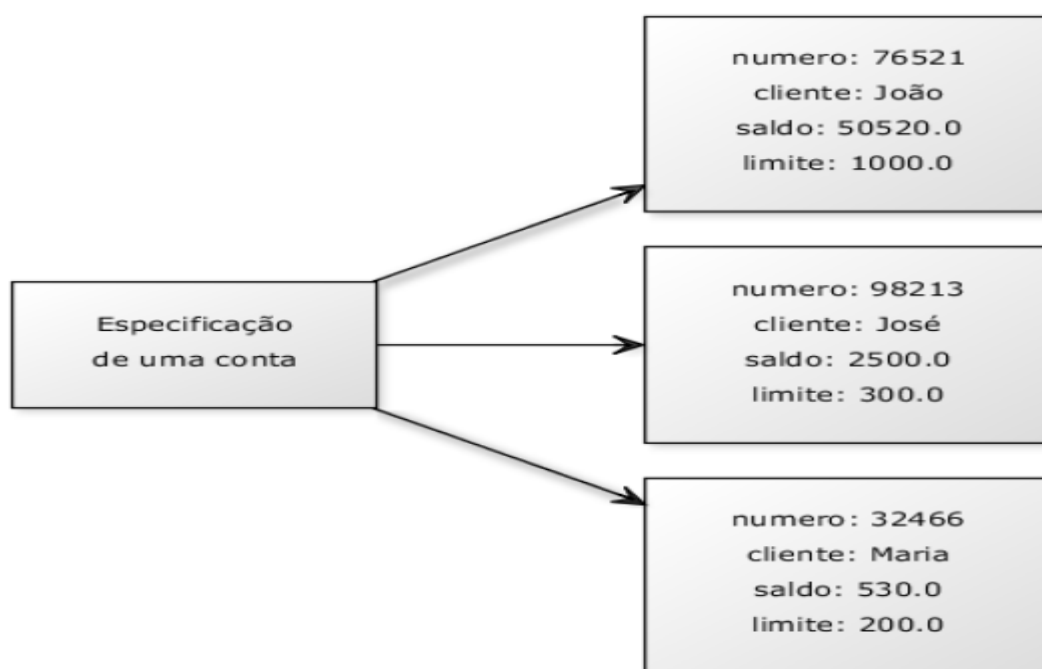 Especificação
de uma conta
numero: 76521
cliente: João
saldo: 50520.0
limite: 1000.0
numero: 98213
cliente: José
saldo: 2500.0
limite: 300.0
numero: 32466
cliente: Maria
saldo: 530.0
limite: 200.0